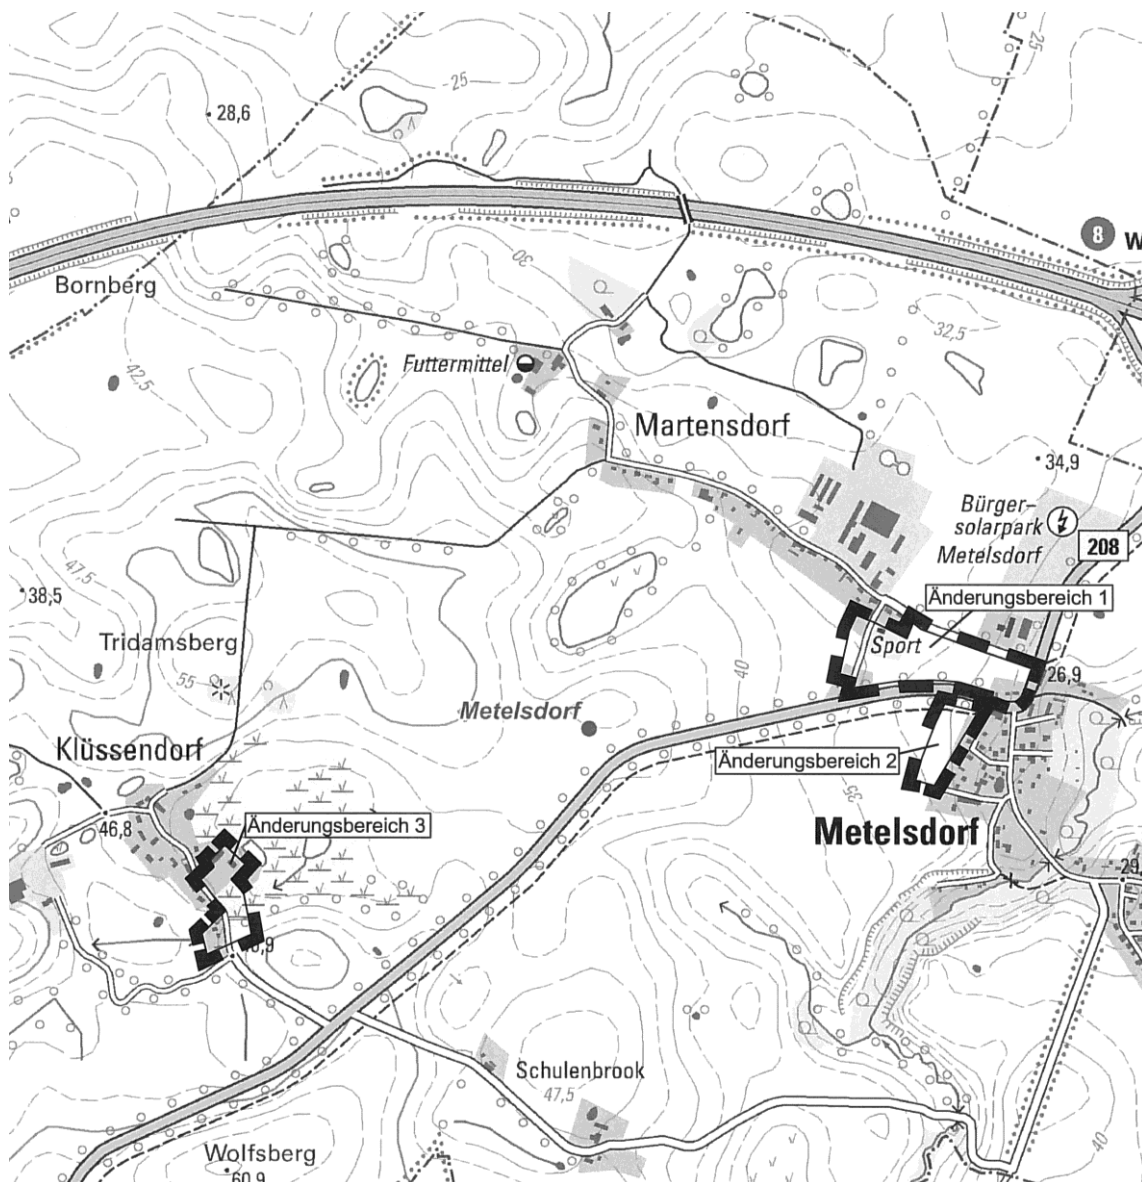 25
25
28,6
8
W
30
Bornberg
32,5
Futtermittel
42,5
Martensdorf
34,9
Bürger-
solarpark
Metelsdorf
208
47,5
38,5
Änderungsbereich 1
Tridamsberg
Sport
40
55
26,9
Metelsdorf
Klüssendorf
Änderungsbereich 2
35
46,8
Änderungsbereich 3
Metelsdorf
29
Schulenbrook
47,5
40
Wolfsberg
60,9